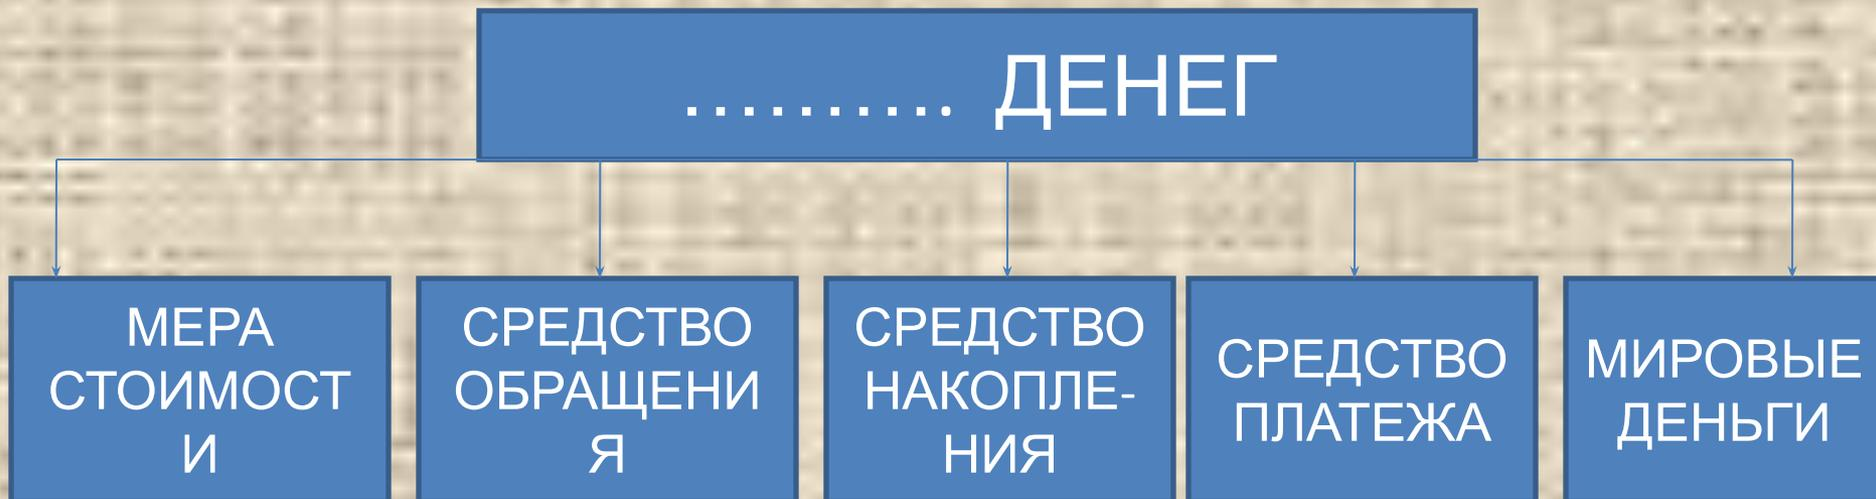 .......... ДЕНЕГ
МЕРА
СТОИМОСТ
И
СРЕДСТВО
ОБРАЩЕНИ
Я
СРЕДСТВО
НАКОПЛЕ-
НИЯ
СРЕДСТВО
ПЛАТЕЖА
МИРОВЫЕ
ДЕНЬГИ